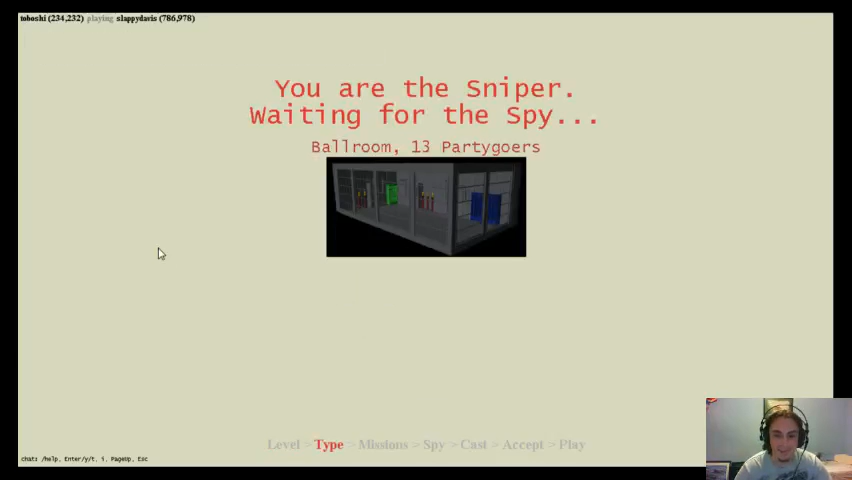 toboski (234,232) playing slappydavis (786,978)
You are the Sniper.
Waiting for the Spy...
Ballroom, 13 Partygoers
Level > Type > Missions > Spy > Cast > Accept > Play
chat: /help, Enter/y/t, i, PageUp, Esc